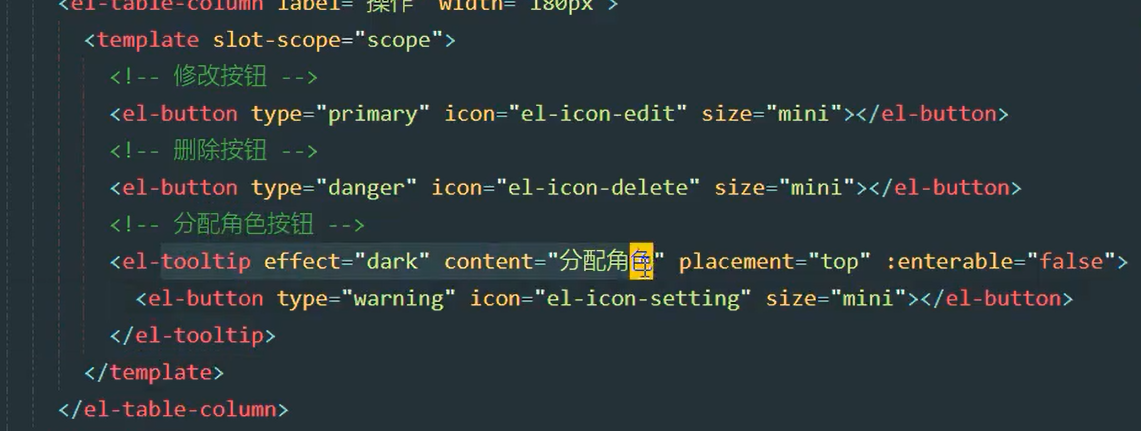 <el-table-column label="操作" width="180px">
<template slot-scope="scope">
<!-- 修改按钮 -->
<el-button type="primary" icon="el-icon-edit" size="mini"></el-button>
<!-- 删除按钮 -->
<el-button type="danger" icon="el-icon-delete" size="mini"></el-button>
<!-- 分配角色按钮 -->
<el-tooltip effect="dark" content="分配角色" placement="top" :enterable="false">
<el-button type="warning" icon="el-icon-setting" size="mini"></el-button>
</el-tooltip>
</template>
</el-table-column>